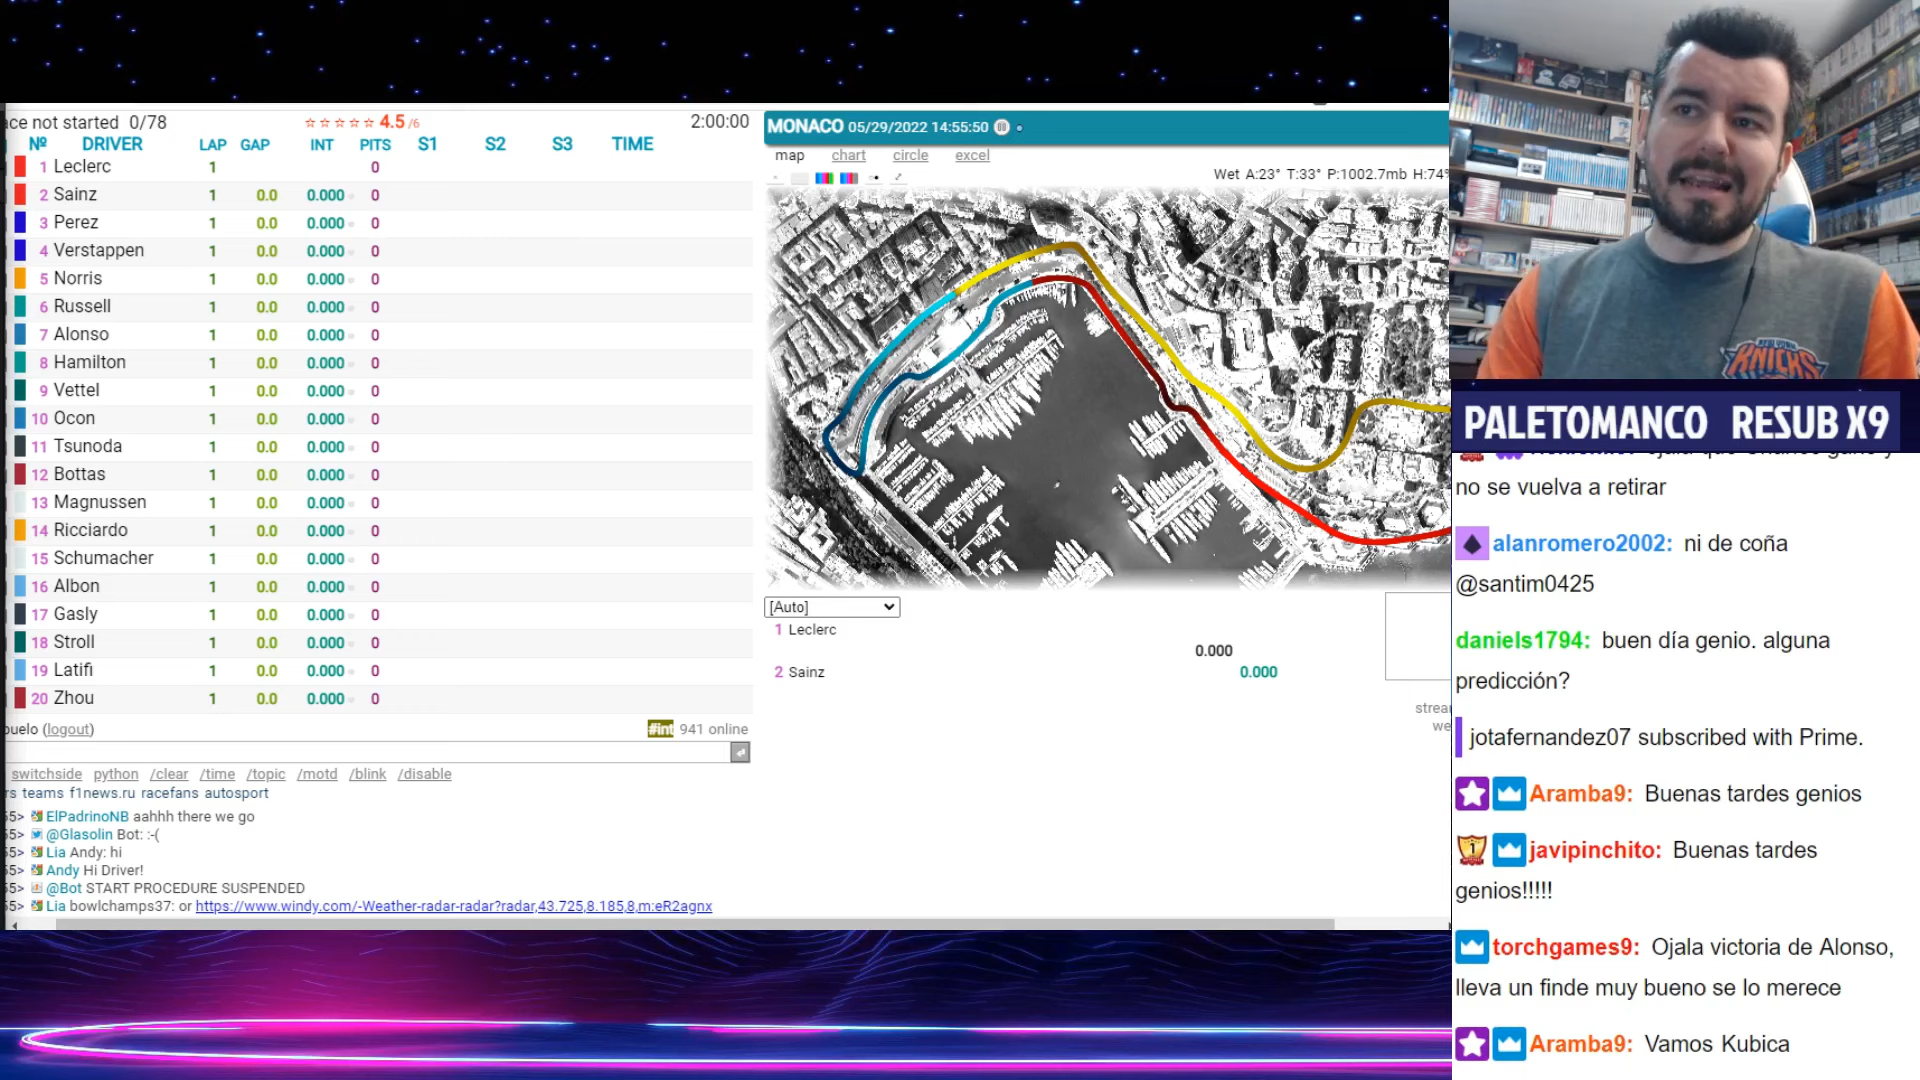 ace not started 0/78 ☆☆☆☆☆ 4.5 /6 2:00:00
Nº DRIVER LAP GAP INT PITS S1 S2 S3 TIME
1 Leclerc 1 0
2 Sainz 1 0.0 0.000 0
3 Perez 1 0.0 0.000 0
4 Verstappen 1 0.0 0.000 0
5 Norris 1 0.0 0.000 0
6 Russell 1 0.0 0.000 0
7 Alonso 1 0.0 0.000 0
8 Hamilton 1 0.0 0.000 0
9 Vettel 1 0.0 0.000 0
10 Ocon 1 0.0 0.000 0
11 Tsunoda 1 0.0 0.000 0
12 Bottas 1 0.0 0.000 0
13 Magnussen 1 0.0 0.000 0
14 Ricciardo 1 0.0 0.000 0
15 Schumacher 1 0.0 0.000 0
16 Albon 1 0.0 0.000 0
17 Gasly 1 0.0 0.000 0
18 Stroll 1 0.0 0.000 0
19 Latifi 1 0.0 0.000 0
20 Zhou 1 0.0 0.000 0
ouelo (logout) #int 941 online
switchside python /clear /time /topic /motd /blink /disable
rs teams f1news.ru racefans autosport
55> ElPadrinoNB aahhh there we go
55> @Glasolin Bot: :-(
55> Lia Andy: hi
55> Andy Hi Driver!
55> @Bot START PROCEDURE SUSPENDED
55> Lia bowlchamps37: or https://www.windy.com/-Weather-radar-radar?radar,43.725,8.185,8,m:eR2agnx
MONACO 05/29/2022 14:55:50
map chart circle excel
Wet A:23° T:33° P:1002.7mb H:74°
[Auto]
1 Leclerc
0.000
2 Sainz 0.000
strea
we
KNICKS
PALETOMANCO RESUB X9
no se vuelva a retirar
alanromero2002: ni de coña
@santim0425
daniels1794: buen día genio. alguna
predicción?
jotafernandez07 subscribed with Prime.
Aramba9: Buenas tardes genios
javipinchito: Buenas tardes
genios!!!!!
torchgames9: Ojala victoria de Alonso,
lleva un finde muy bueno se lo merece
Aramba9: Vamos Kubica